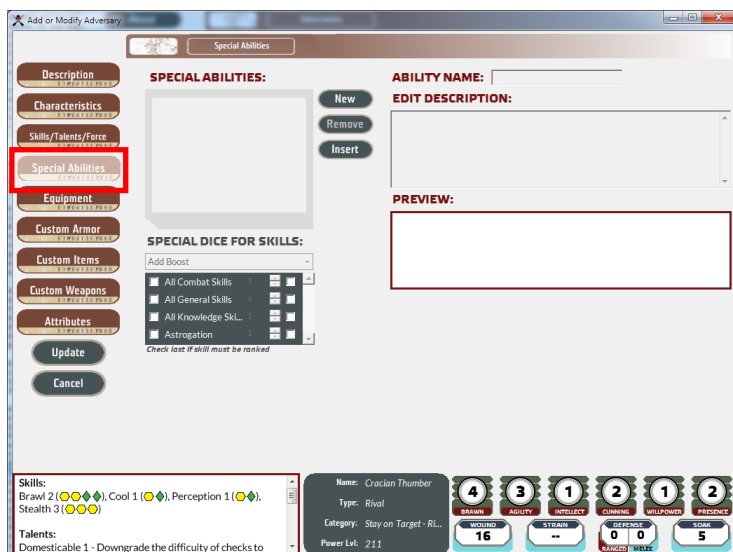 Add or Modify Adversary
Special Abilities
Description
Characteristics
Skills/Talents/Force
Special Abilities
Equipment
Custom Armor
Custom Items
Custom Weapons
Attributes
Update
Cancel
SPECIAL ABILITIES:
New
Remove
Insert
ABILITY NAME:
EDIT DESCRIPTION:
PREVIEW:
SPECIAL DICE FOR SKILLS:
Add Boost
All Combat Skills 1
All General Skills 1
All Knowledge Ski... 1
Astrogation 1
Check last if skill must be ranked
Skills:
Brawl 2 ( ), Cool 1 ( ), Perception 1 ( ),
Stealth 3 ( )
Talents:
Domesticable 1 - Downgrade the difficulty of checks to
Name: Cracian Thumber
Type: Rival
Category: Stay on Target - Ri...
Power Lvl: 211
4 3 1 2 1 2
BRAWN AGILITY INTELLECT CUNNING WILLPOWER PRESENCE
WOUND STRAIN DEFENSE SOAK
16 -- 0 0 5
RANGED MELEE